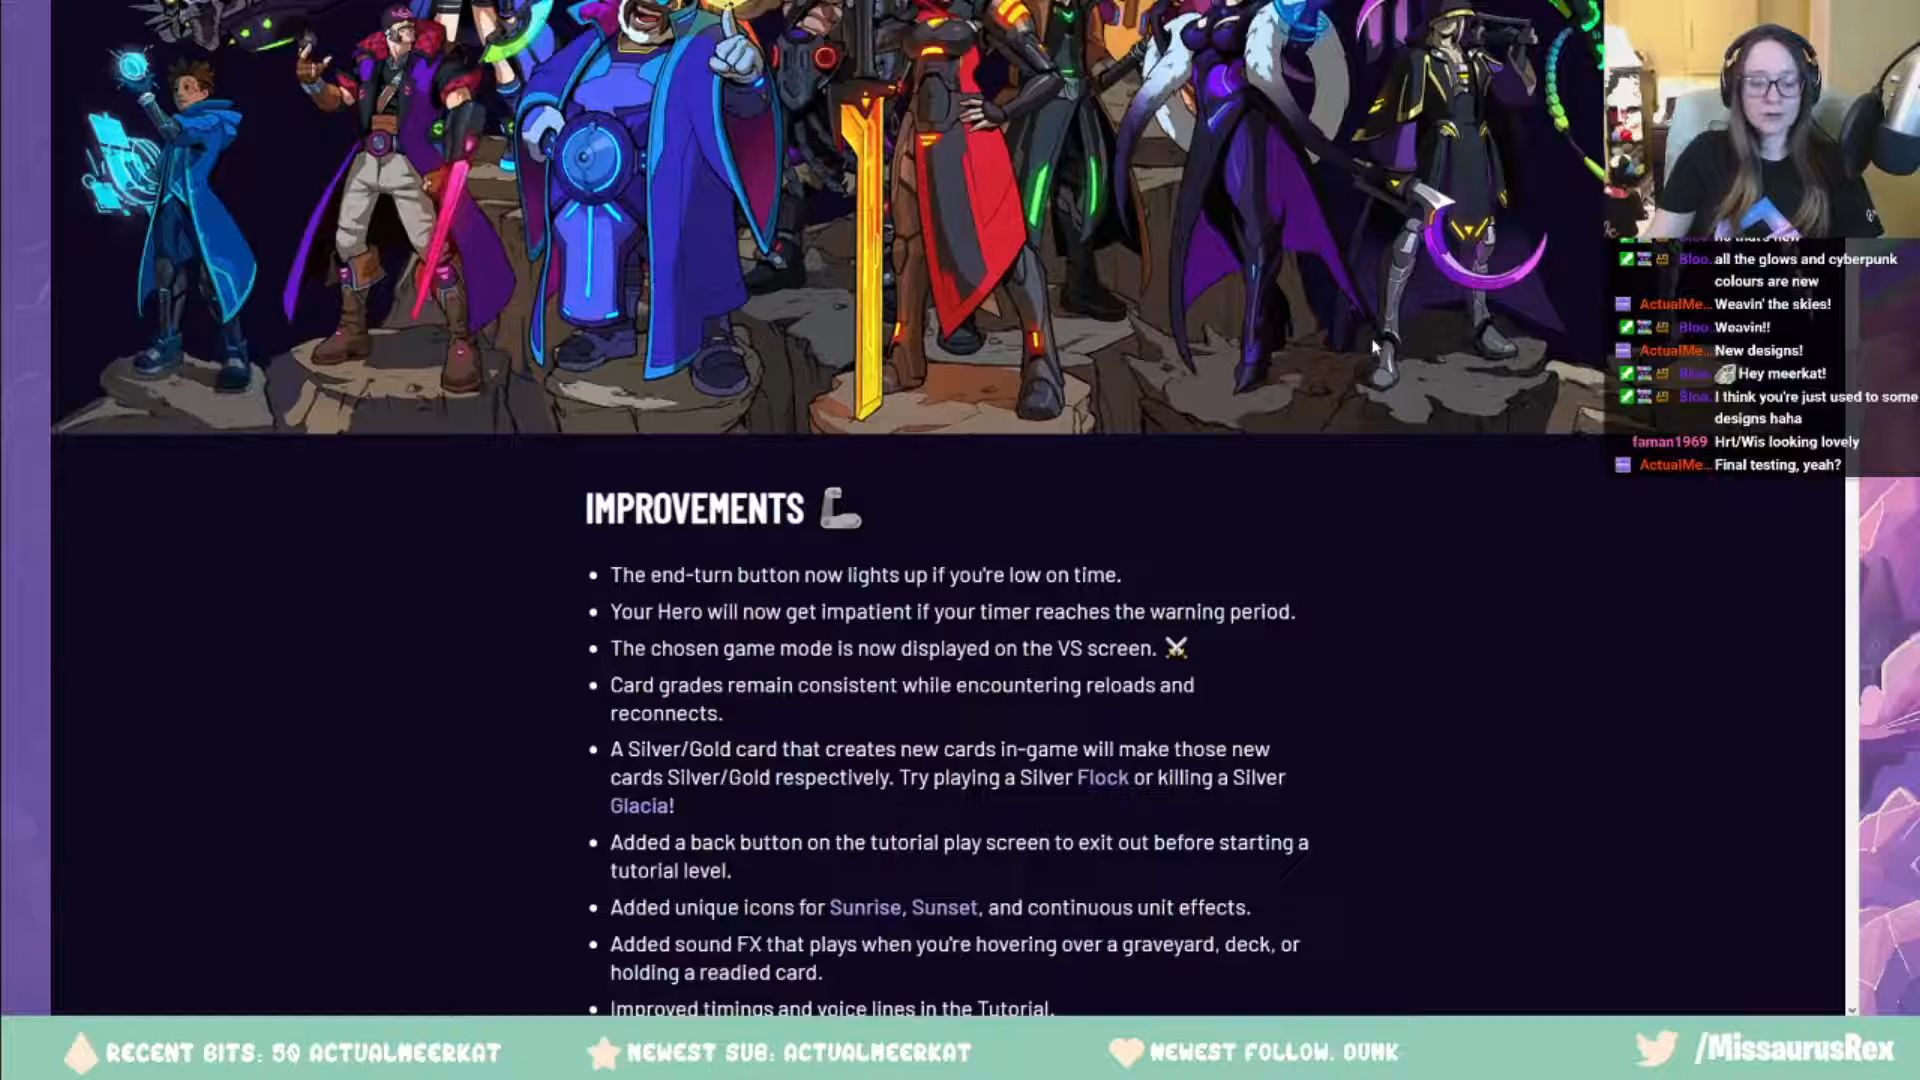 Bloo.. all the glows and cyberpunk
colours are new
ActualMe... Weavin' the skies!
Bloo.. Weavin!!
ActualMe... New designs!
Bloo.. Hey meerkat!
Bloo.. I think you're just used to some
designs haha
faman1969 Hrt/Wis looking lovely
ActualMe... Final testing, yeah?
IMPROVEMENTS
• The end-turn button now lights up if you're low on time.
• Your Hero will now get impatient if your timer reaches the warning period.
• The chosen game mode is now displayed on the VS screen.
• Card grades remain consistent while encountering reloads and
reconnects.
• A Silver/Gold card that creates new cards in-game will make those new
cards Silver/Gold respectively. Try playing a Silver Flock or killing a Silver
Glacia!
• Added a back button on the tutorial play screen to exit out before starting a
tutorial level.
• Added unique icons for Sunrise, Sunset, and continuous unit effects.
• Added sound FX that plays when you're hovering over a graveyard, deck, or
holding a readied card.
• Improved timings and voice lines in the Tutorial.
RECENT BITS: 50 ACTUALMEERKAT
NEWEST SUB: ACTUALMEERKAT
NEWEST FOLLOW. DUNK
/MissaurusRex